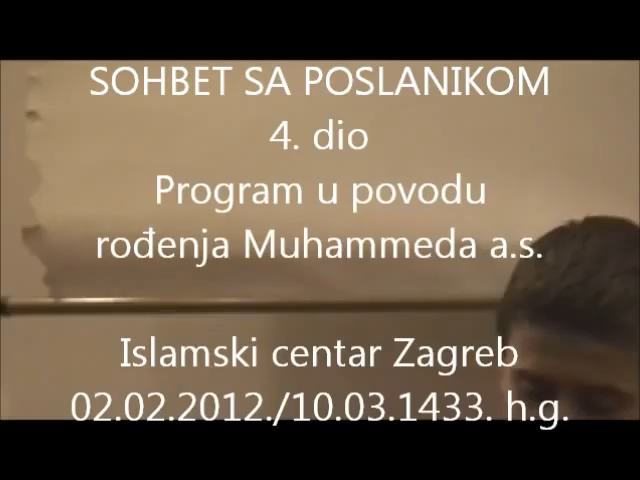 SOHBET SA POSLANIKOM
4. dio
Program u povodu
rođenja Muhammeda a.s.
Islamski centar Zagreb
02.02.2012./10.03.1433. h.g.